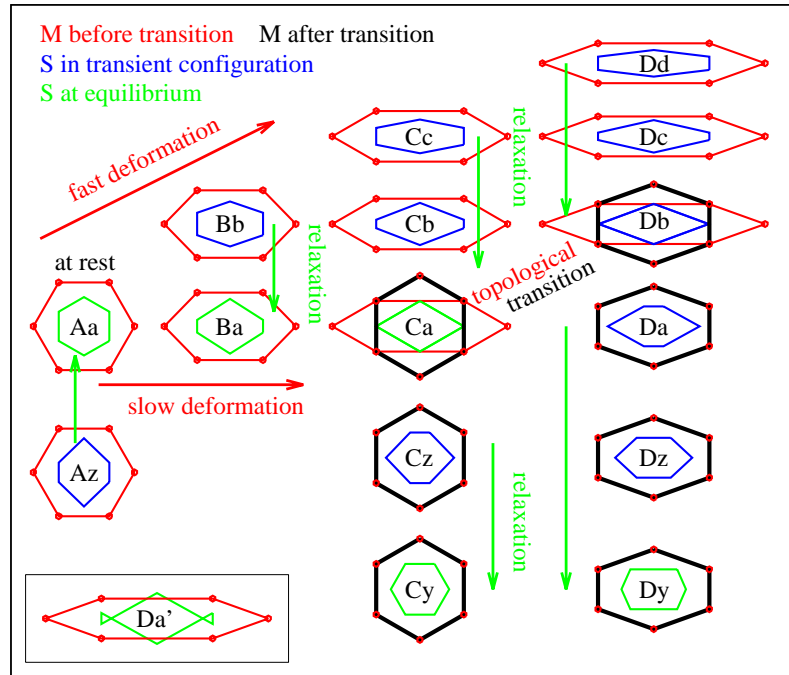 M before transition M after transition
S in transient configuration
S at equilibrium
fast deformation
at rest
slow deformation
relaxation
relaxation
topological
transition
relaxation
Dd
Cc
Dc
Bb
Cb
Db
Aa
Ba
Ca
Da
Az
Cz
Dz
Cy
Dy
Da’